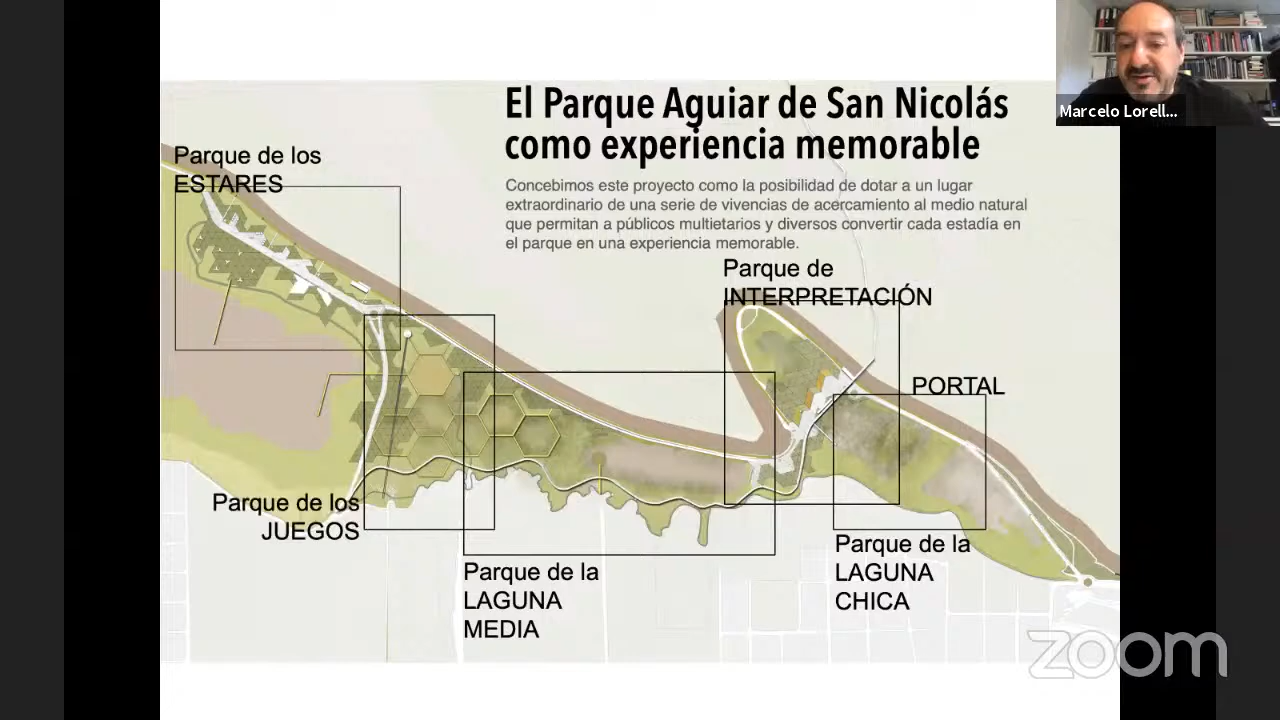 El Parque Aguiar de San Nicolás
como experiencia memorable
Concebimos este proyecto como la posibilidad de dotar a un lugar
extraordinario de una serie de vivencias de acercamiento al medio natural
que permitan a públicos multietarios y diversos convertir cada estadía en
el parque en una experiencia memorable.
Marcelo Lorell...
Parque de los
ESTARES
Parque de
INTERPRETACIÓN
PORTAL
Parque de los
JUEGOS
Parque de la
LAGUNA
MEDIA
Parque de la
LAGUNA
CHICA
zoom